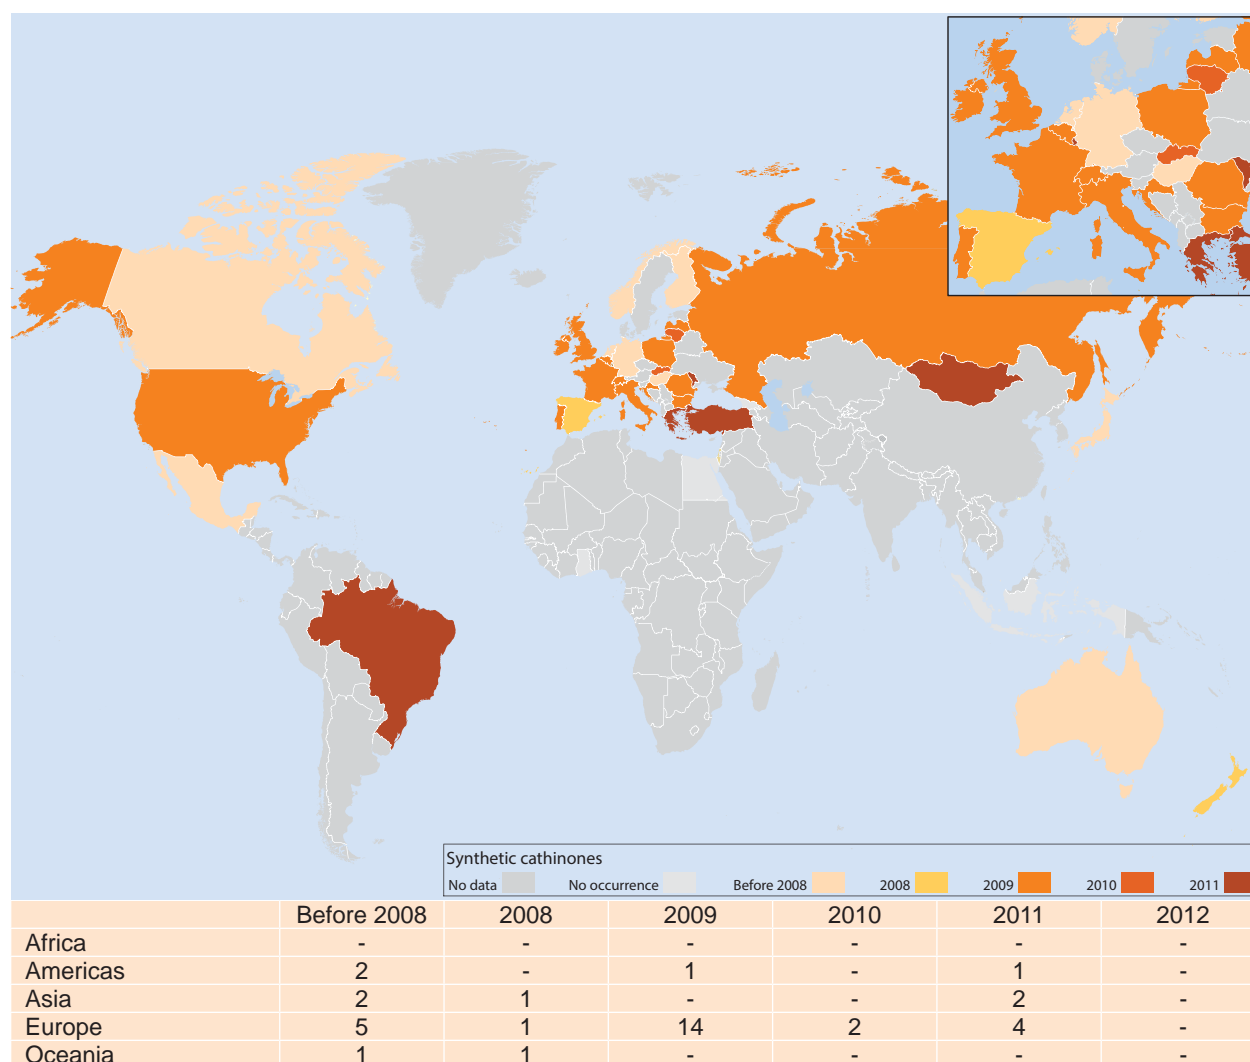 Synthetic cathinones
No data No occurrence Before 2008 2008 2009 2010 2011
Before 2008 2008 2009 2010 2011 2012
Africa - - - - - -
Americas 2 - 1 - 1 -
Asia 2 1 - - 2 -
Europe 5 1 14 2 4 -
Oceania 1 1 - - - -